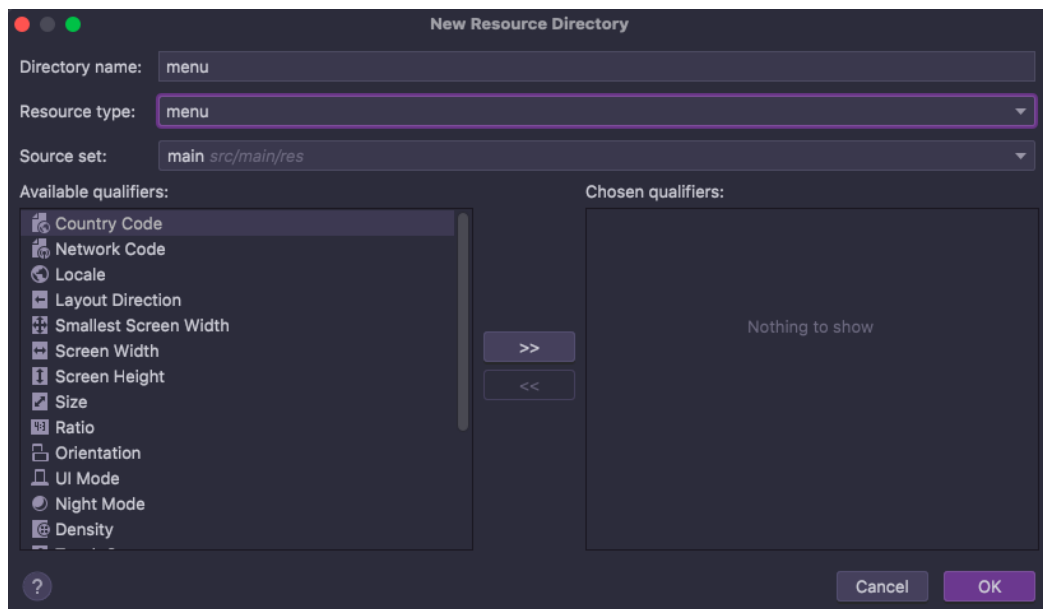 New Resource Directory
Directory name: menu
Resource type: menu
Source set: main src/main/res
Available qualifiers:
Chosen qualifiers:
Country Code
Network Code
Locale
Layout Direction
Smallest Screen Width
Screen Width
Screen Height
Size
Ratio
Orientation
UI Mode
Night Mode
Density
>>
<<
Nothing to show
?
Cancel
OK